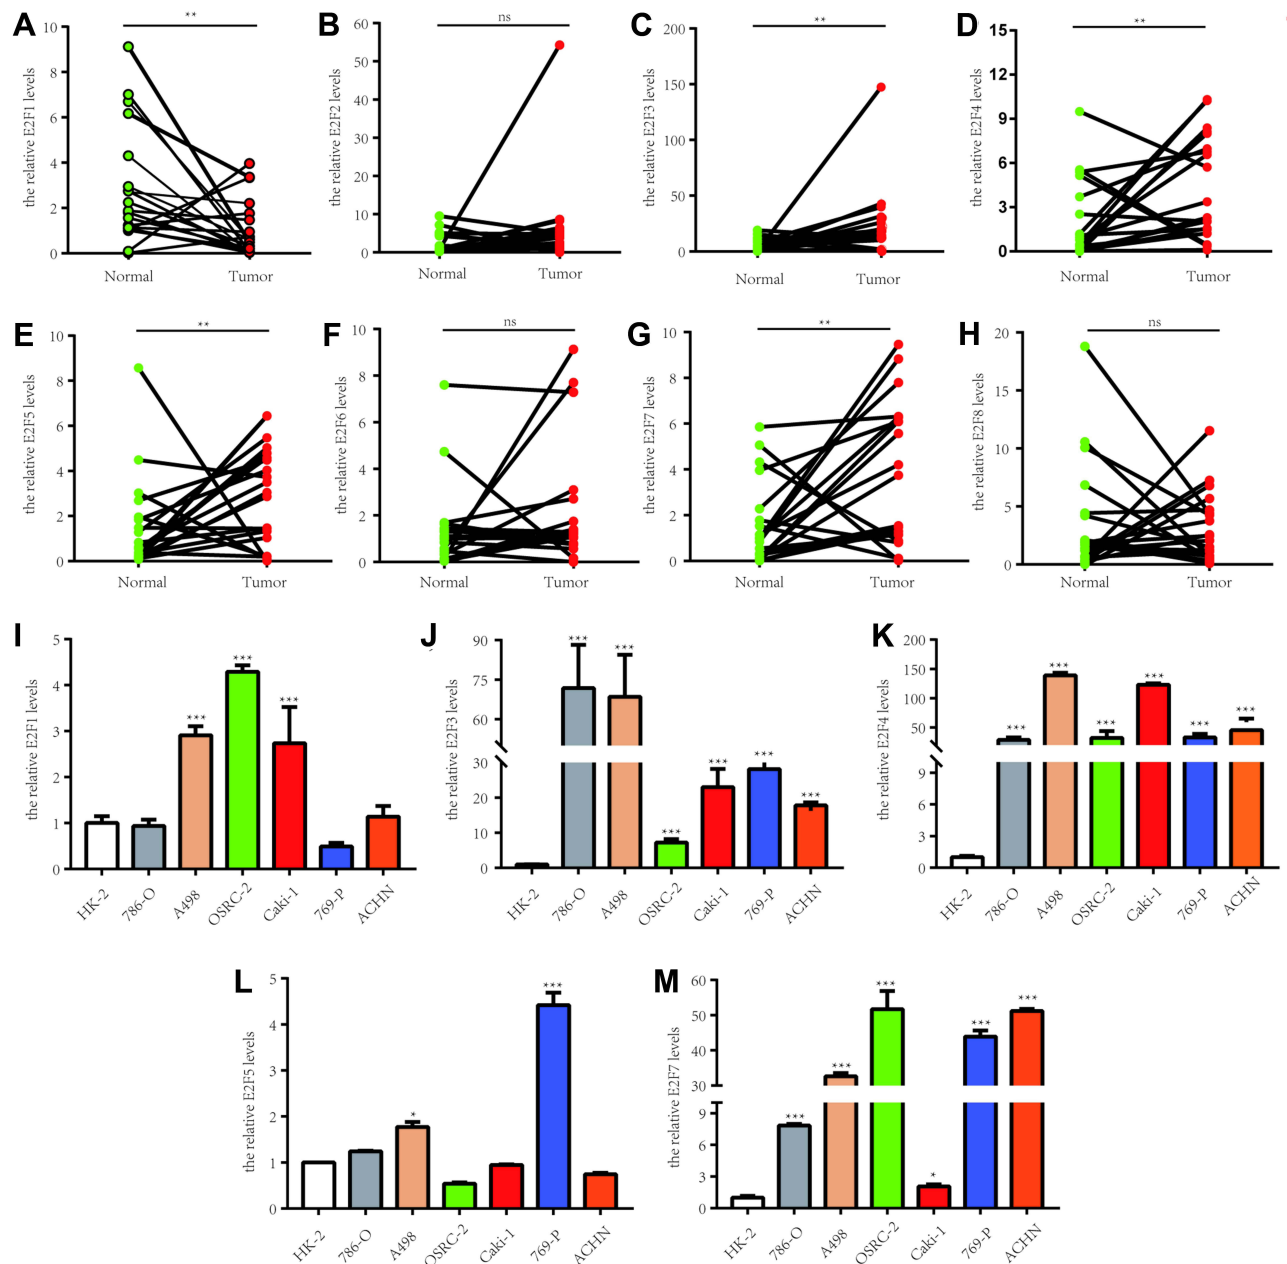 A
B
C
D
the relative E2F1 levels
10
8
6
4
2
0
**
Normal
Tumor
the relative E2F2 levels
60
50
40
30
20
10
0
ns
Normal
Tumor
the relative E2F3 levels
200
150
100
50
0
**
Normal
Tumor
the relative E2F4 levels
15
12
9
6
3
0
**
Normal
Tumor
E
F
G
H
the relative E2F5 levels
10
8
6
4
2
0
**
Normal
Tumor
the relative E2F6 levels
10
8
6
4
2
0
ns
Normal
Tumor
the relative E2F7 levels
10
8
6
4
2
0
**
Normal
Tumor
the relative E2F8 levels
20
15
10
5
0
ns
Normal
Tumor
I
J
K
the relative E2F1 levels
5
4
3
2
1
0
***
***
***
HK-2
786-O
A498
OSRC-2
Caki-1
769-P
ACHN
the relative E2F3 levels
90
75
60
30
20
10
0
***
***
***
***
***
***
HK-2
786-O
A498
OSRC-2
Caki-1
769-P
ACHN
the relative E2F4 levels
200
150
100
50
9
6
3
0
***
***
***
***
***
***
HK-2
786-O
A498
OSRC-2
Caki-1
769-P
ACHN
L
M
the relative E2F5 levels
5
4
3
2
1
0
*
***
HK-2
786-O
A498
OSRC-2
Caki-1
769-P
ACHN
the relative E2F7 levels
60
50
40
30
9
6
3
0
***
***
***
*
***
***
HK-2
786-O
A498
OSRC-2
Caki-1
769-P
ACHN